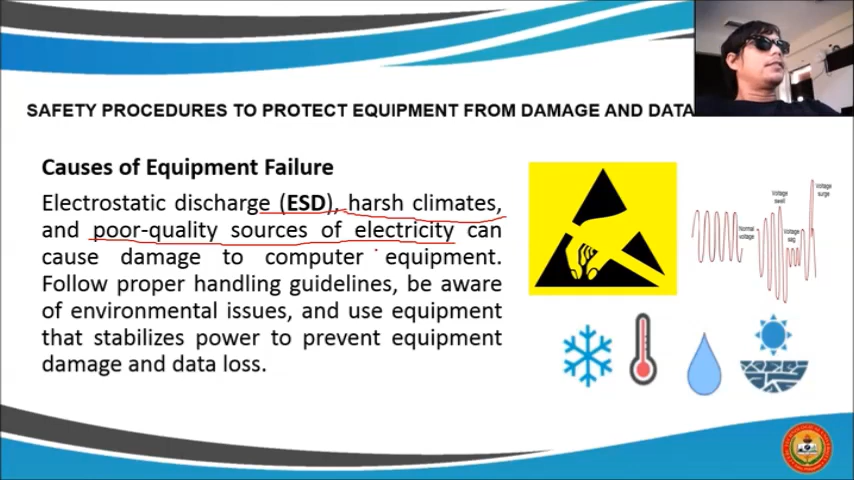 SAFETY PROCEDURES TO PROTECT EQUIPMENT FROM DAMAGE AND DATA
Causes of Equipment Failure
Electrostatic discharge (ESD), harsh climates,
and poor-quality sources of electricity can
cause damage to computer equipment.
Follow proper handling guidelines, be aware
of environmental issues, and use equipment
that stabilizes power to prevent equipment
damage and data loss.
Normal
voltage
Voltage
swell
Voltage
sag
Voltage
surge